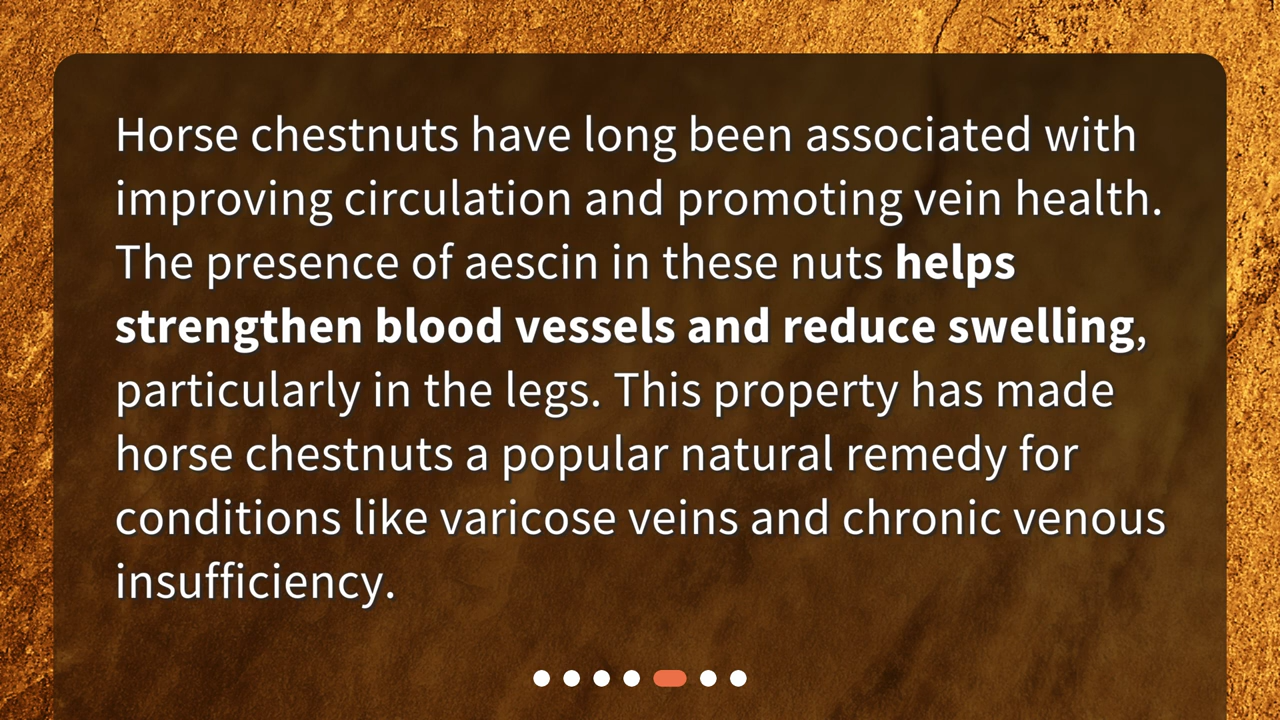 Horse chestnuts have long been associated with
improving circulation and promoting vein health.
The presence of aescin in these nuts helps
strengthen blood vessels and reduce swelling,
particularly in the legs. This property has made
horse chestnuts a popular natural remedy for
conditions like varicose veins and chronic venous
insufficiency.